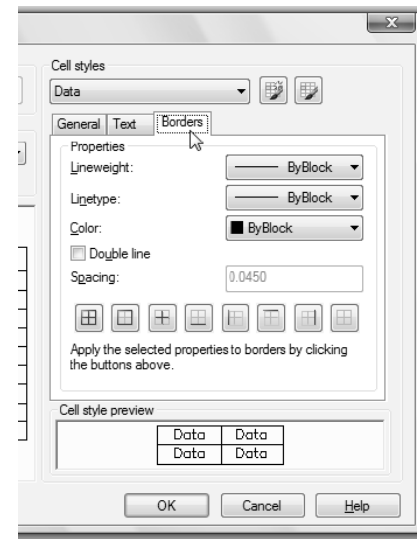 Cell styles
Data
General Text Borders
Properties
Lineweight: ByBlock
Linetype: ByBlock
Color: ByBlock
Double line
Spacing: 0.0450
Apply the selected properties to borders by clicking
the buttons above.
Cell style preview
Data Data
Data Data
OK Cancel Help